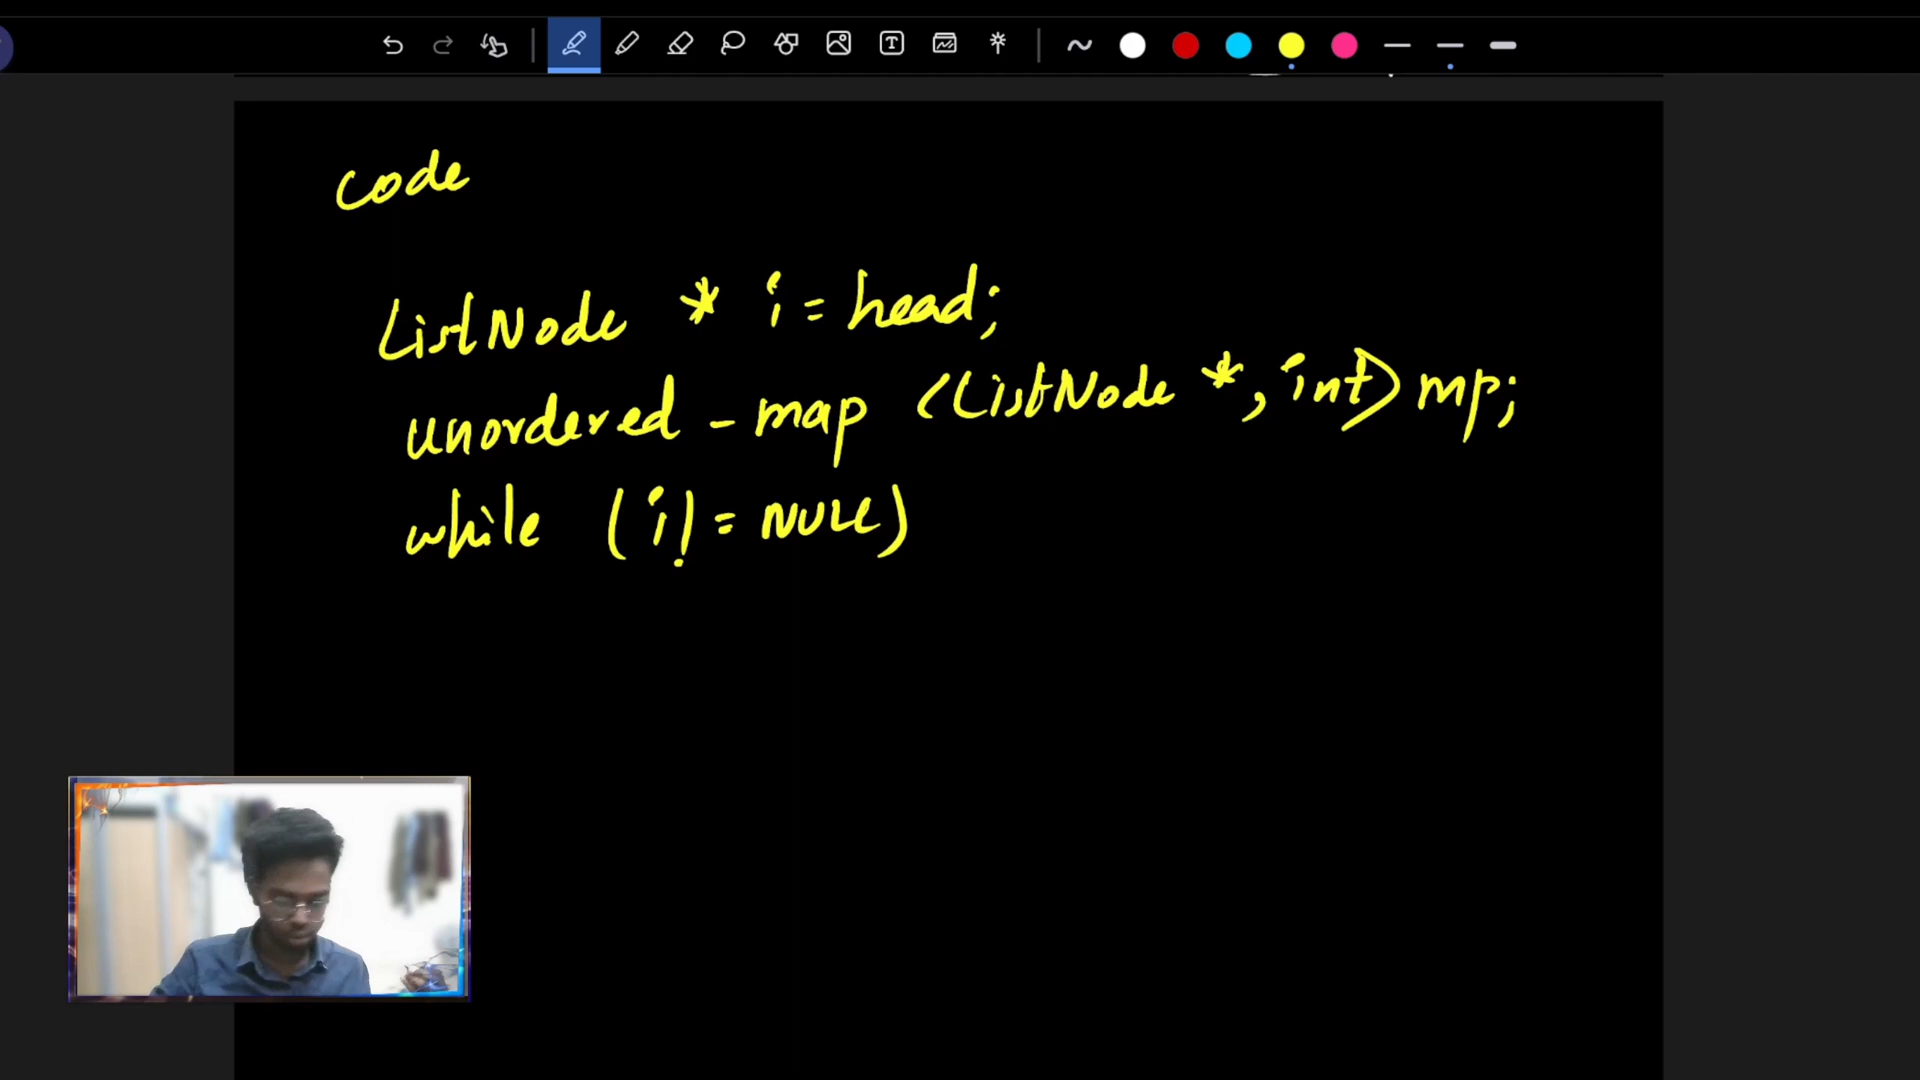 code
ListNode * i = head;
unordered_map <ListNode *, int> mp;
while (i != NULL)